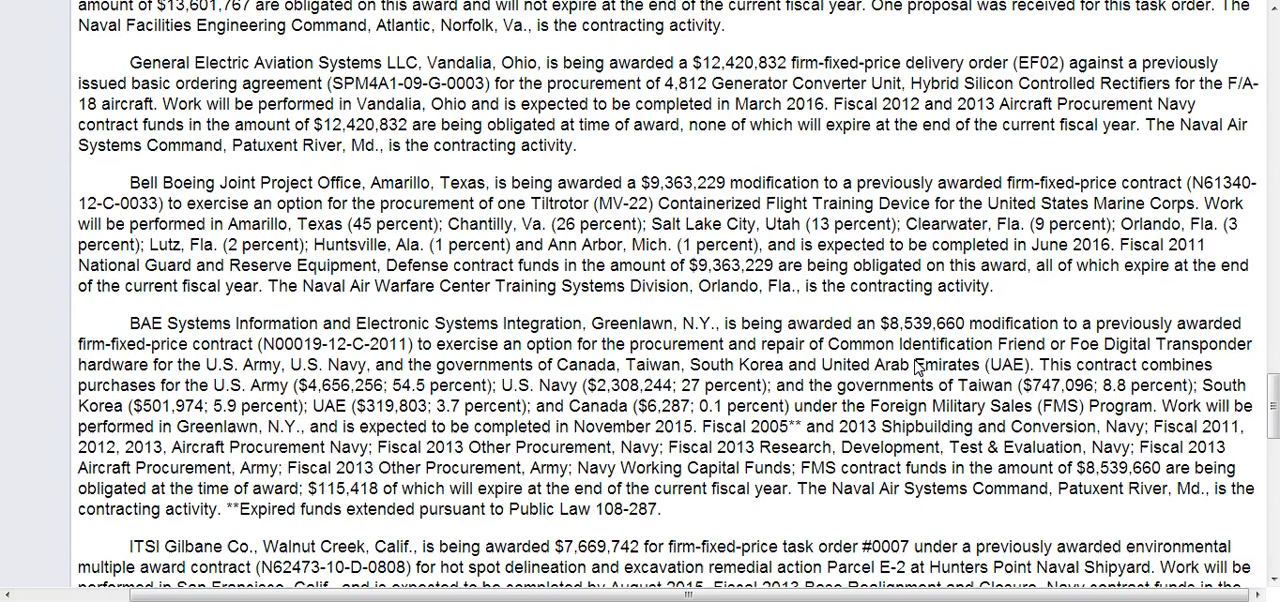 amount of $13,601,767 are obligated on this award and will not expire at the end of the current fiscal year. One proposal was received for this task order. The
Naval Facilities Engineering Command, Atlantic, Norfolk, Va., is the contracting activity.
General Electric Aviation Systems LLC, Vandalia, Ohio, is being awarded a $12,420,832 firm-fixed-price delivery order (EF02) against a previously
issued basic ordering agreement (SPM4A1-09-G-0003) for the procurement of 4,812 Generator Converter Unit, Hybrid Silicon Controlled Rectifiers for the F/A-
18 aircraft. Work will be performed in Vandalia, Ohio and is expected to be completed in March 2016. Fiscal 2012 and 2013 Aircraft Procurement Navy
contract funds in the amount of $12,420,832 are being obligated at time of award, none of which will expire at the end of the current fiscal year. The Naval Air
Systems Command, Patuxent River, Md., is the contracting activity.
Bell Boeing Joint Project Office, Amarillo, Texas, is being awarded a $9,363,229 modification to a previously awarded firm-fixed-price contract (N61340-
12-C-0033) to exercise an option for the procurement of one Tiltrotor (MV-22) Containerized Flight Training Device for the United States Marine Corps. Work
will be performed in Amarillo, Texas (45 percent); Chantilly, Va. (26 percent); Salt Lake City, Utah (13 percent); Clearwater, Fla. (9 percent); Orlando, Fla. (3
percent); Lutz, Fla. (2 percent); Huntsville, Ala. (1 percent) and Ann Arbor, Mich. (1 percent), and is expected to be completed in June 2016. Fiscal 2011
National Guard and Reserve Equipment, Defense contract funds in the amount of $9,363,229 are being obligated on this award, all of which expire at the end
of the current fiscal year. The Naval Air Warfare Center Training Systems Division, Orlando, Fla., is the contracting activity.
BAE Systems Information and Electronic Systems Integration, Greenlawn, N.Y., is being awarded an $8,539,660 modification to a previously awarded
firm-fixed-price contract (N00019-12-C-2011) to exercise an option for the procurement and repair of Common Identification Friend or Foe Digital Transponder
hardware for the U.S. Army, U.S. Navy, and the governments of Canada, Taiwan, South Korea and United Arab Emirates (UAE). This contract combines
purchases for the U.S. Army ($4,656,256; 54.5 percent); U.S. Navy ($2,308,244; 27 percent); and the governments of Taiwan ($747,096; 8.8 percent); South
Korea ($501,974; 5.9 percent); UAE ($319,803; 3.7 percent); and Canada ($6,287; 0.1 percent) under the Foreign Military Sales (FMS) Program. Work will be
performed in Greenlawn, N.Y., and is expected to be completed in November 2015. Fiscal 2005** and 2013 Shipbuilding and Conversion, Navy; Fiscal 2011,
2012, 2013, Aircraft Procurement Navy; Fiscal 2013 Other Procurement, Navy; Fiscal 2013 Research, Development, Test & Evaluation, Navy; Fiscal 2013
Aircraft Procurement, Army; Fiscal 2013 Other Procurement, Army; Navy Working Capital Funds; FMS contract funds in the amount of $8,539,660 are being
obligated at the time of award; $115,418 of which will expire at the end of the current fiscal year. The Naval Air Systems Command, Patuxent River, Md., is the
contracting activity. **Expired funds extended pursuant to Public Law 108-287.
ITSI Gilbane Co., Walnut Creek, Calif., is being awarded $7,669,742 for firm-fixed-price task order #0007 under a previously awarded environmental
multiple award contract (N62473-10-D-0808) for hot spot delineation and excavation remedial action Parcel E-2 at Hunters Point Naval Shipyard. Work will be
performed in San Francisco, Calif., and is expected to be completed by August 2015. Fiscal 2013 Base Realignment and Closure, Navy contract funds in the